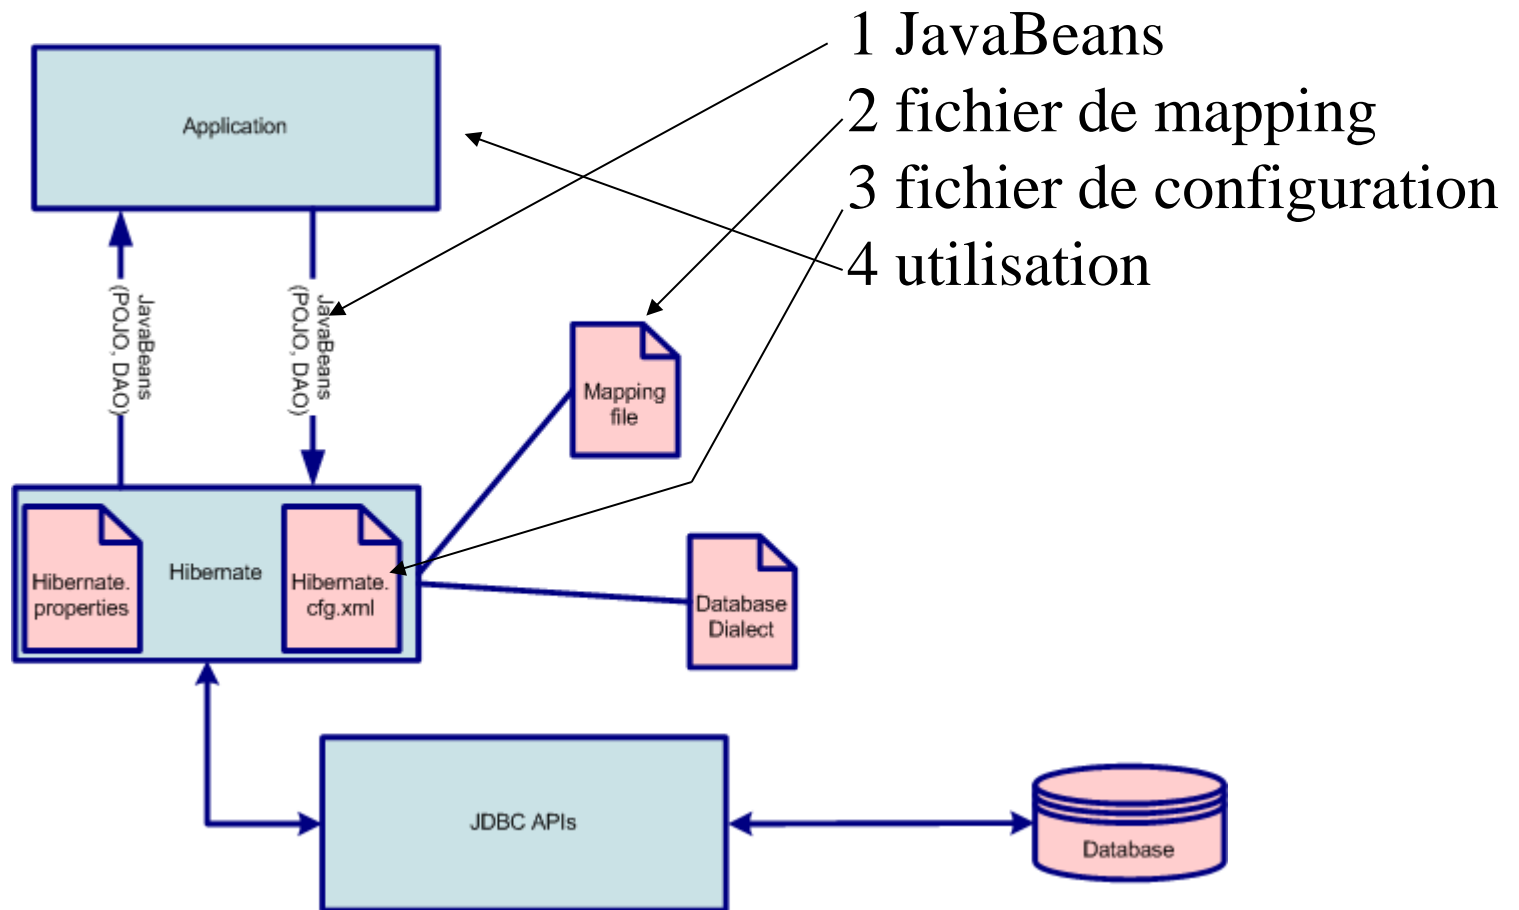 1 JavaBeans
2 fichier de mapping
3 fichier de configuration
4 utilisation
Application
JavaBeans
(POJO, DAO)
JavaBeans
(POJO, DAO)
Mapping
file
Hibernate.
properties
Hibernate
Hibernate.
cfg.xml
Database
Dialect
JDBC APIs
Database